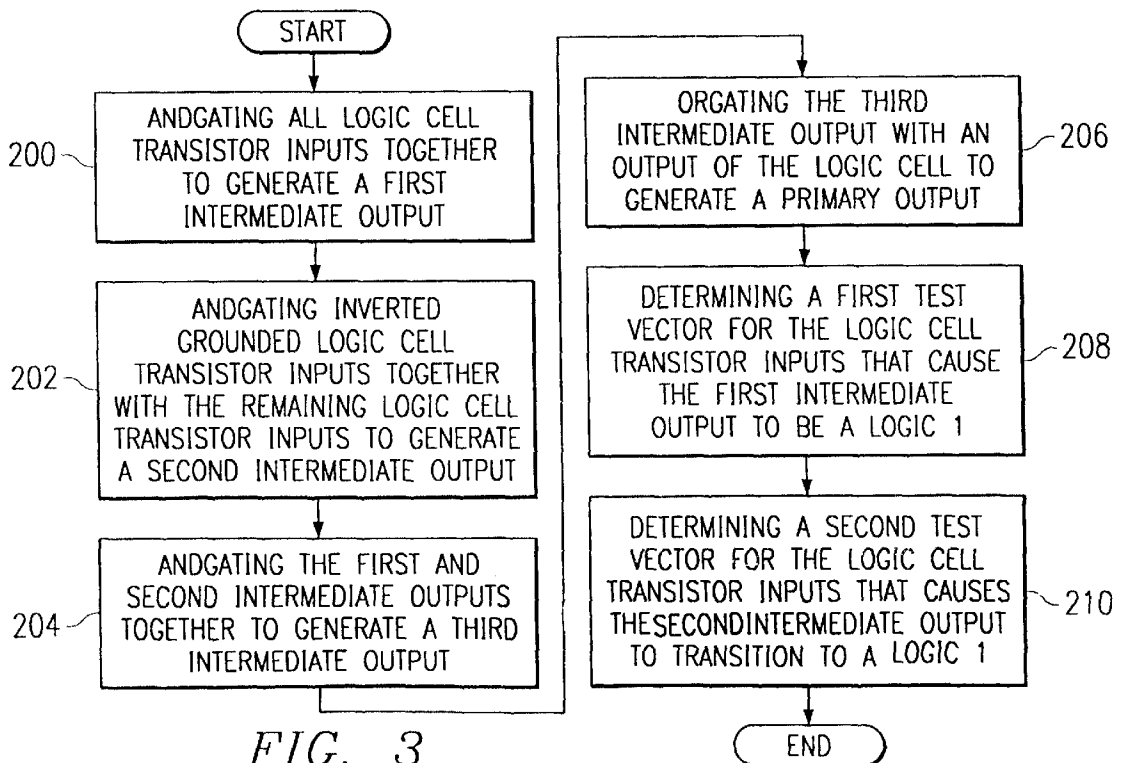 START
200
ANDGATING ALL LOGIC CELL
TRANSISTOR INPUTS TOGETHER
TO GENERATE A FIRST
INTERMEDIATE OUTPUT
202
ANDGATING INVERTED
GROUNDED LOGIC CELL
TRANSISTOR INPUTS TOGETHER
WITH THE REMAINING LOGIC CELL
TRANSISTOR INPUTS TO GENERATE
A SECOND INTERMEDIATE OUTPUT
204
ANDGATING THE FIRST AND
SECOND INTERMEDIATE OUTPUTS
TOGETHER TO GENERATE A THIRD
INTERMEDIATE OUTPUT
ORGATING THE THIRD
INTERMEDIATE OUTPUT WITH AN
OUTPUT OF THE LOGIC CELL TO
GENERATE A PRIMARY OUTPUT
206
DETERMINING A FIRST TEST
VECTOR FOR THE LOGIC CELL
TRANSISTOR INPUTS THAT CAUSE
THE FIRST INTERMEDIATE
OUTPUT TO BE A LOGIC 1
208
DETERMINING A SECOND TEST
VECTOR FOR THE LOGIC CELL
TRANSISTOR INPUTS THAT CAUSES
THESECONDINTERMEDIATE OUTPUT
TO TRANSITION TO A LOGIC 1
210
END
FIG. 3